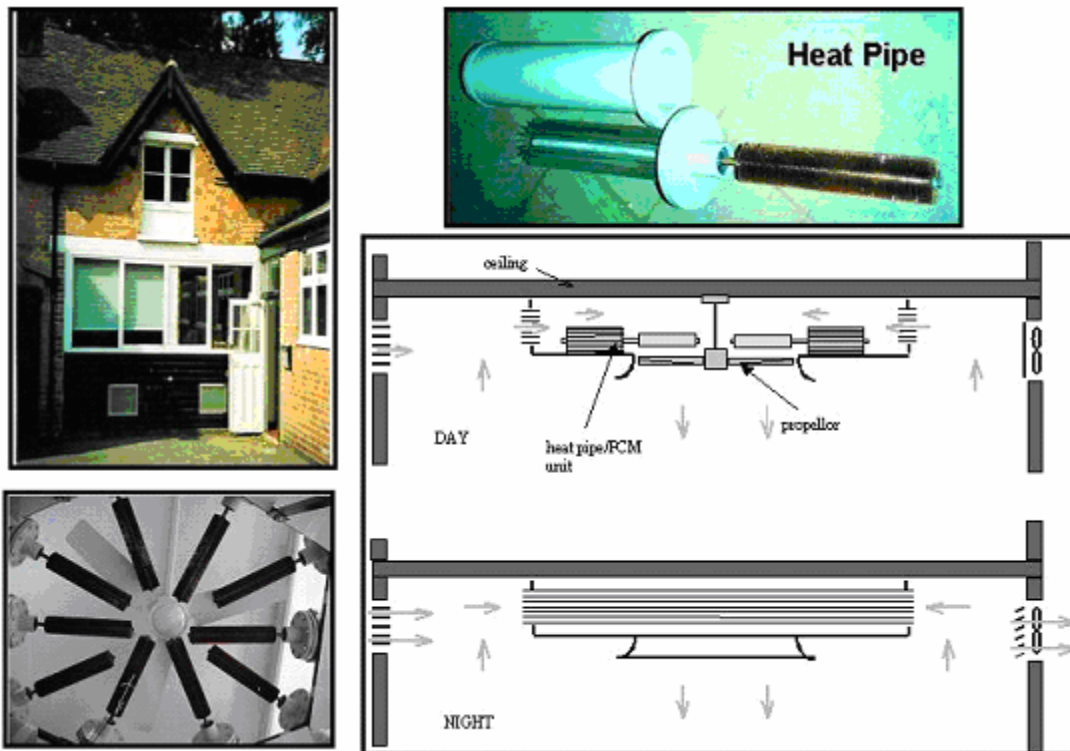 Heat Pipe
ceiling
propellor
DAY
heat pipe/PCM
unit
NIGHT